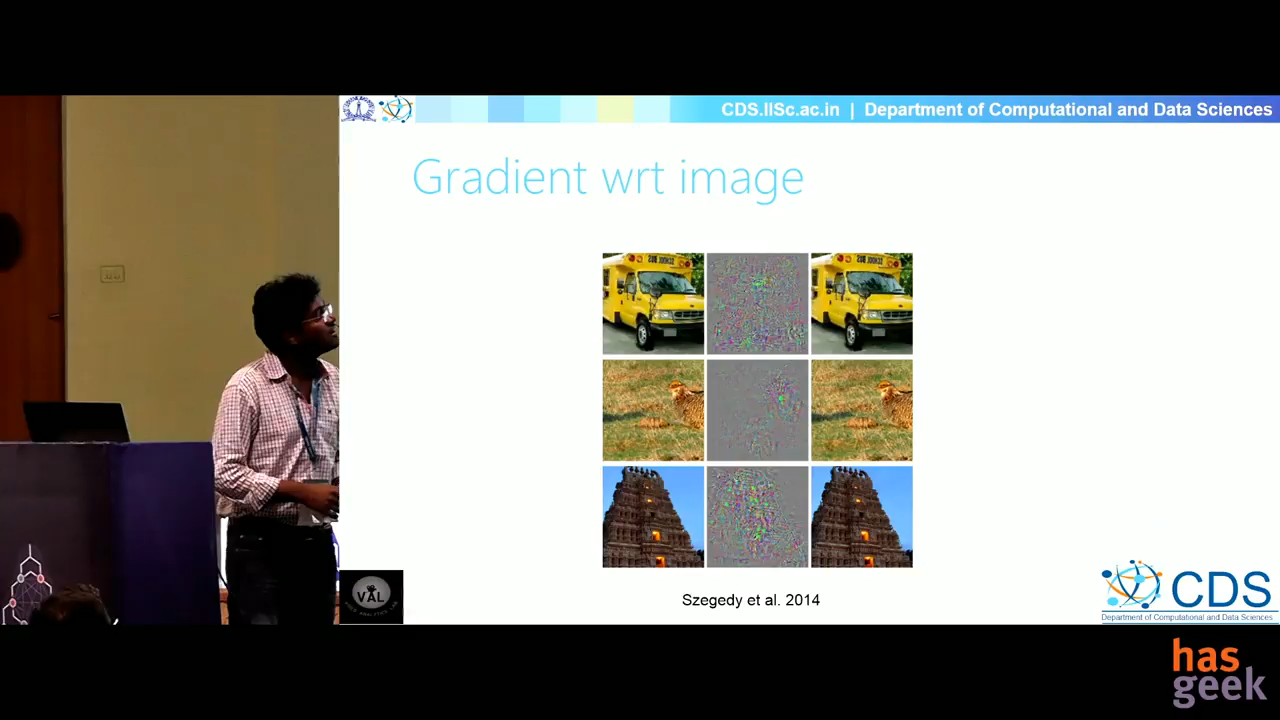 CDS.IISc.ac.in | Department of Computational and Data Sciences
Gradient wrt image
Szegedy et al. 2014
VAL
CDS
Department of Computational and Data Sciences
has
geek